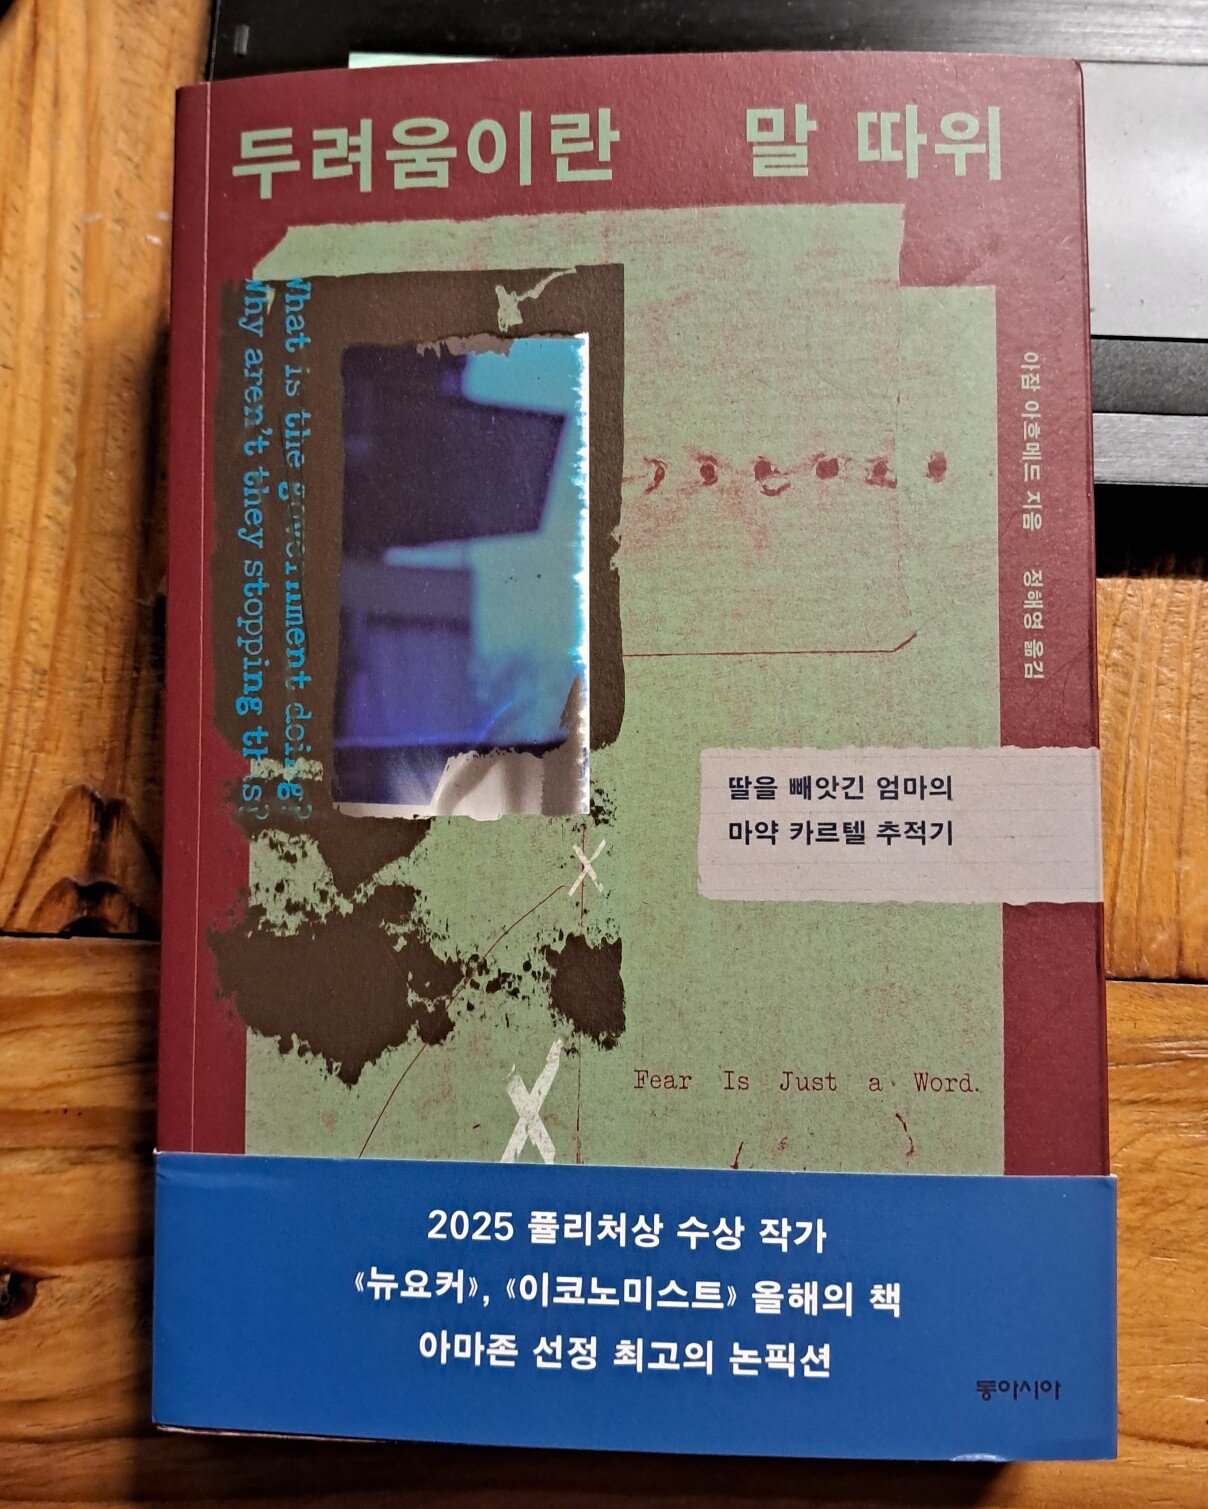 두려움이란 말 따위
What is the government doing?
Why aren't they stopping this?
아잠 아흐메드 지음 정해영 옮김
딸을 빼앗긴 엄마의
마약 카르텔 추적기
Fear Is Just a Word.
2025 퓰리처상 수상 작가
《뉴요커》, 《이코노미스트》 올해의 책
아마존 선정 최고의 논픽션
동아시아